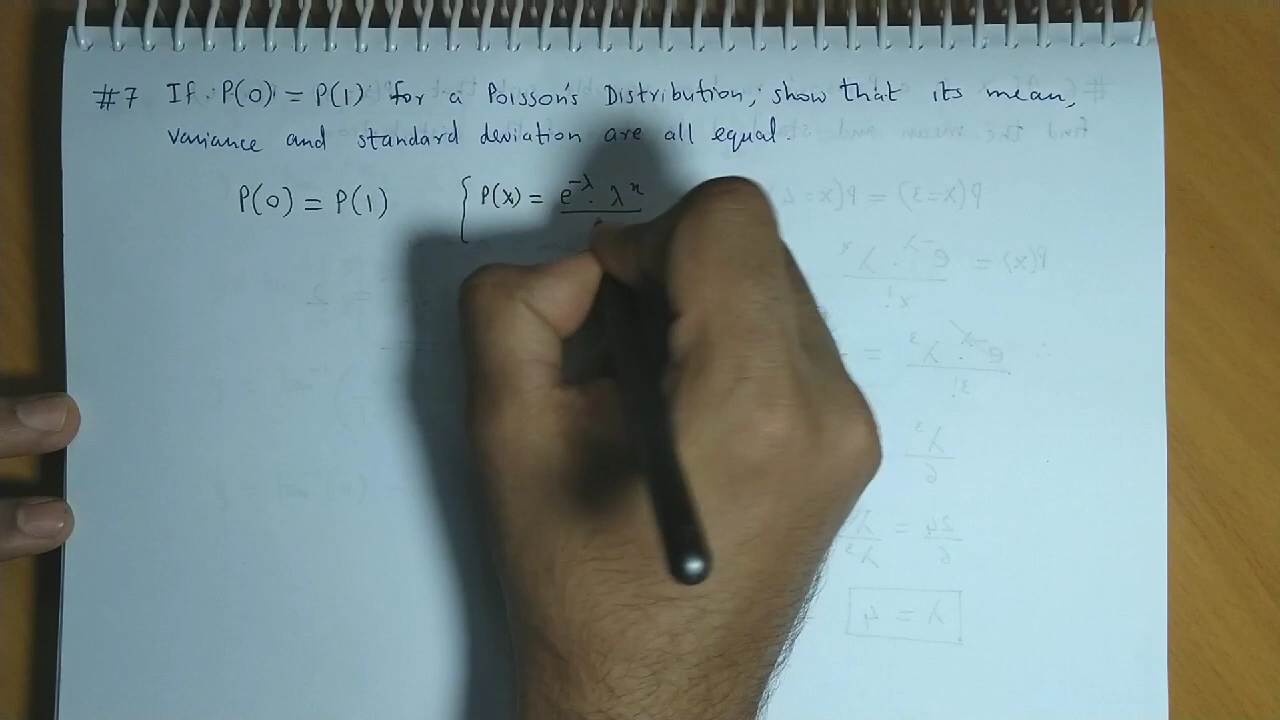 #7 If P(0) = P(1) for a Poisson's Distribution, show that its mean,
variance and standard deviation are all equal.
P(0) = P(1) { P(x) = e^-λ . λ^x /